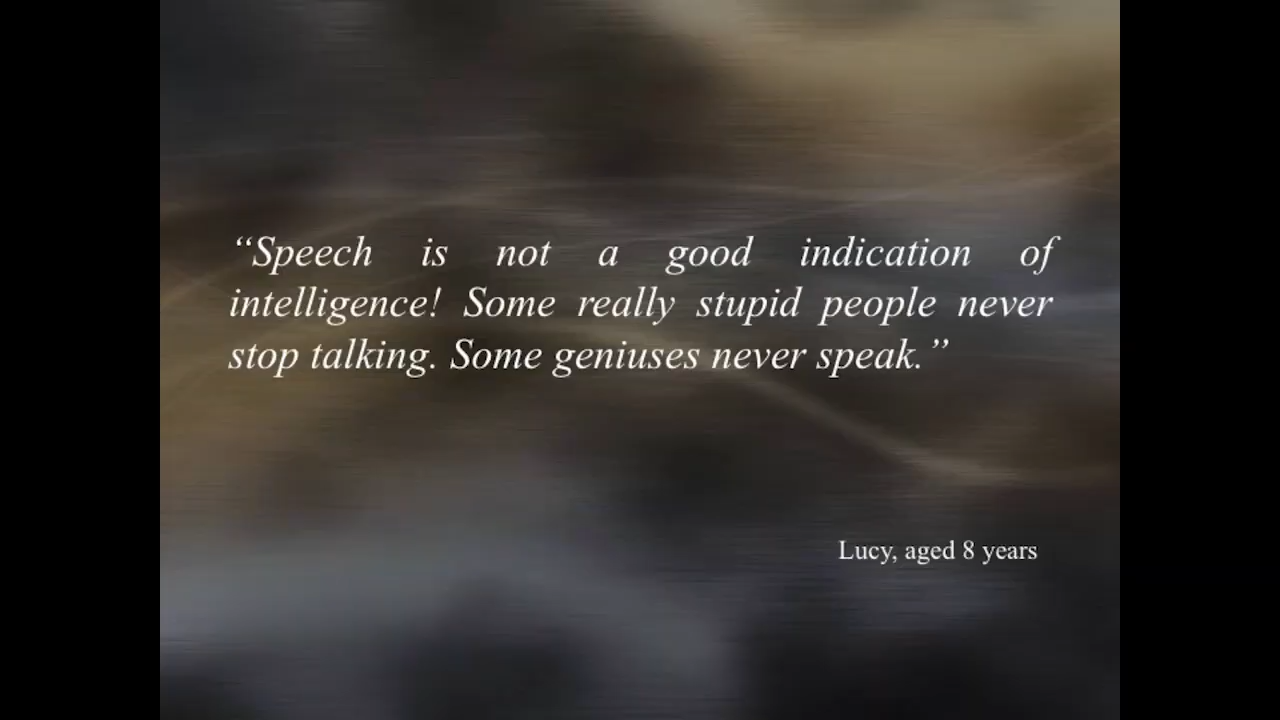 “Speech is not a good indication of
intelligence! Some really stupid people never
stop talking. Some geniuses never speak.”
Lucy, aged 8 years